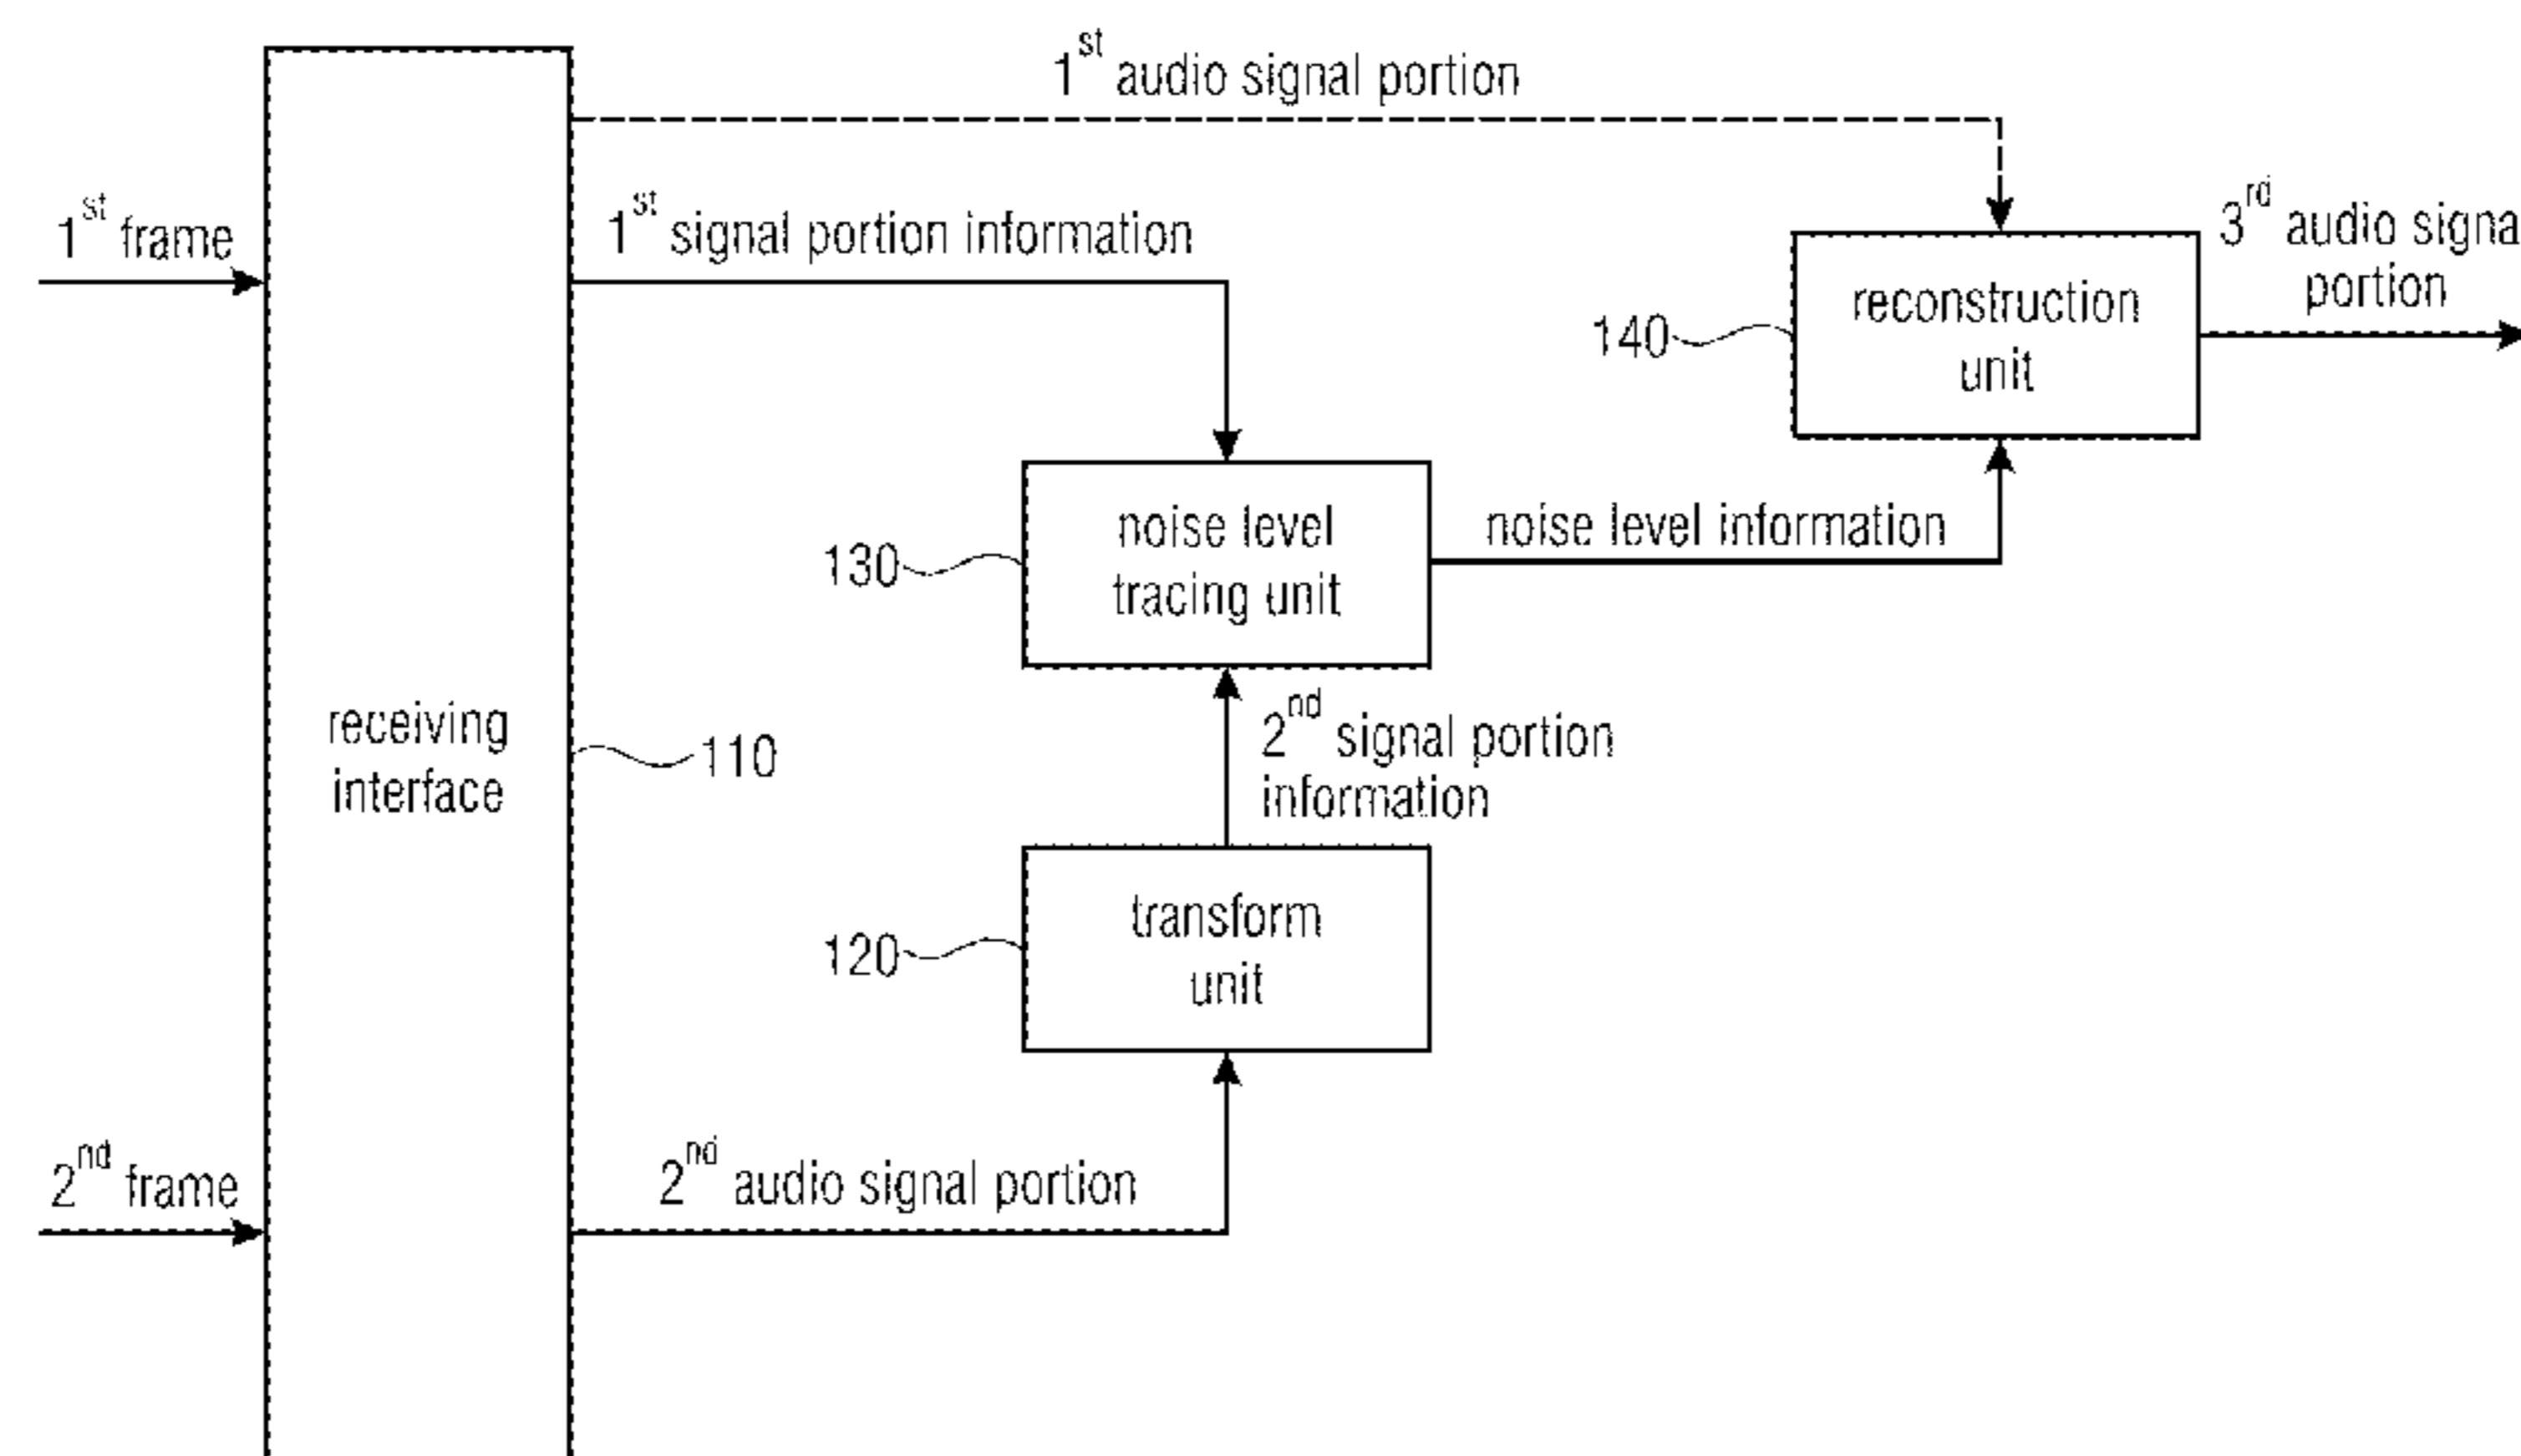 1st audio signal portion
1st frame
1st signal portion information
3rd audio signa
portion
140
reconstruction
unit
130
noise level
tracing unit
noise level information
receiving
interface
110
2nd signal portion
information
120
transform
unit
2nd frame
2nd audio signal portion